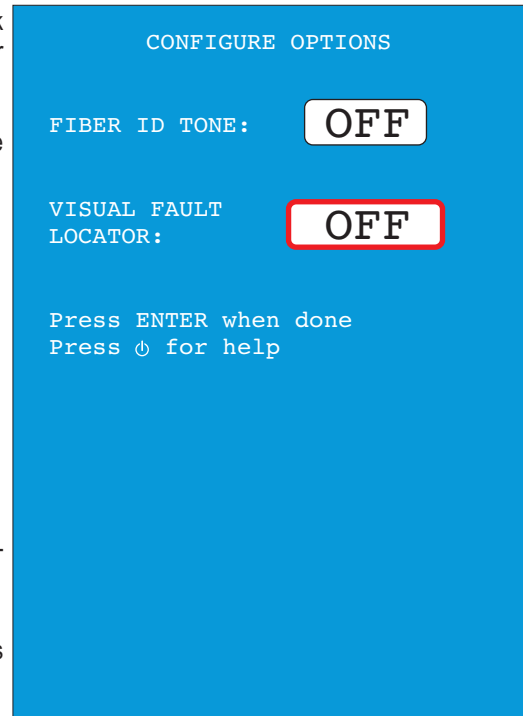 CONFIGURE OPTIONS
FIBER ID TONE: OFF
VISUAL FAULT
LOCATOR: OFF
Press ENTER when done
Press ⏻ for help